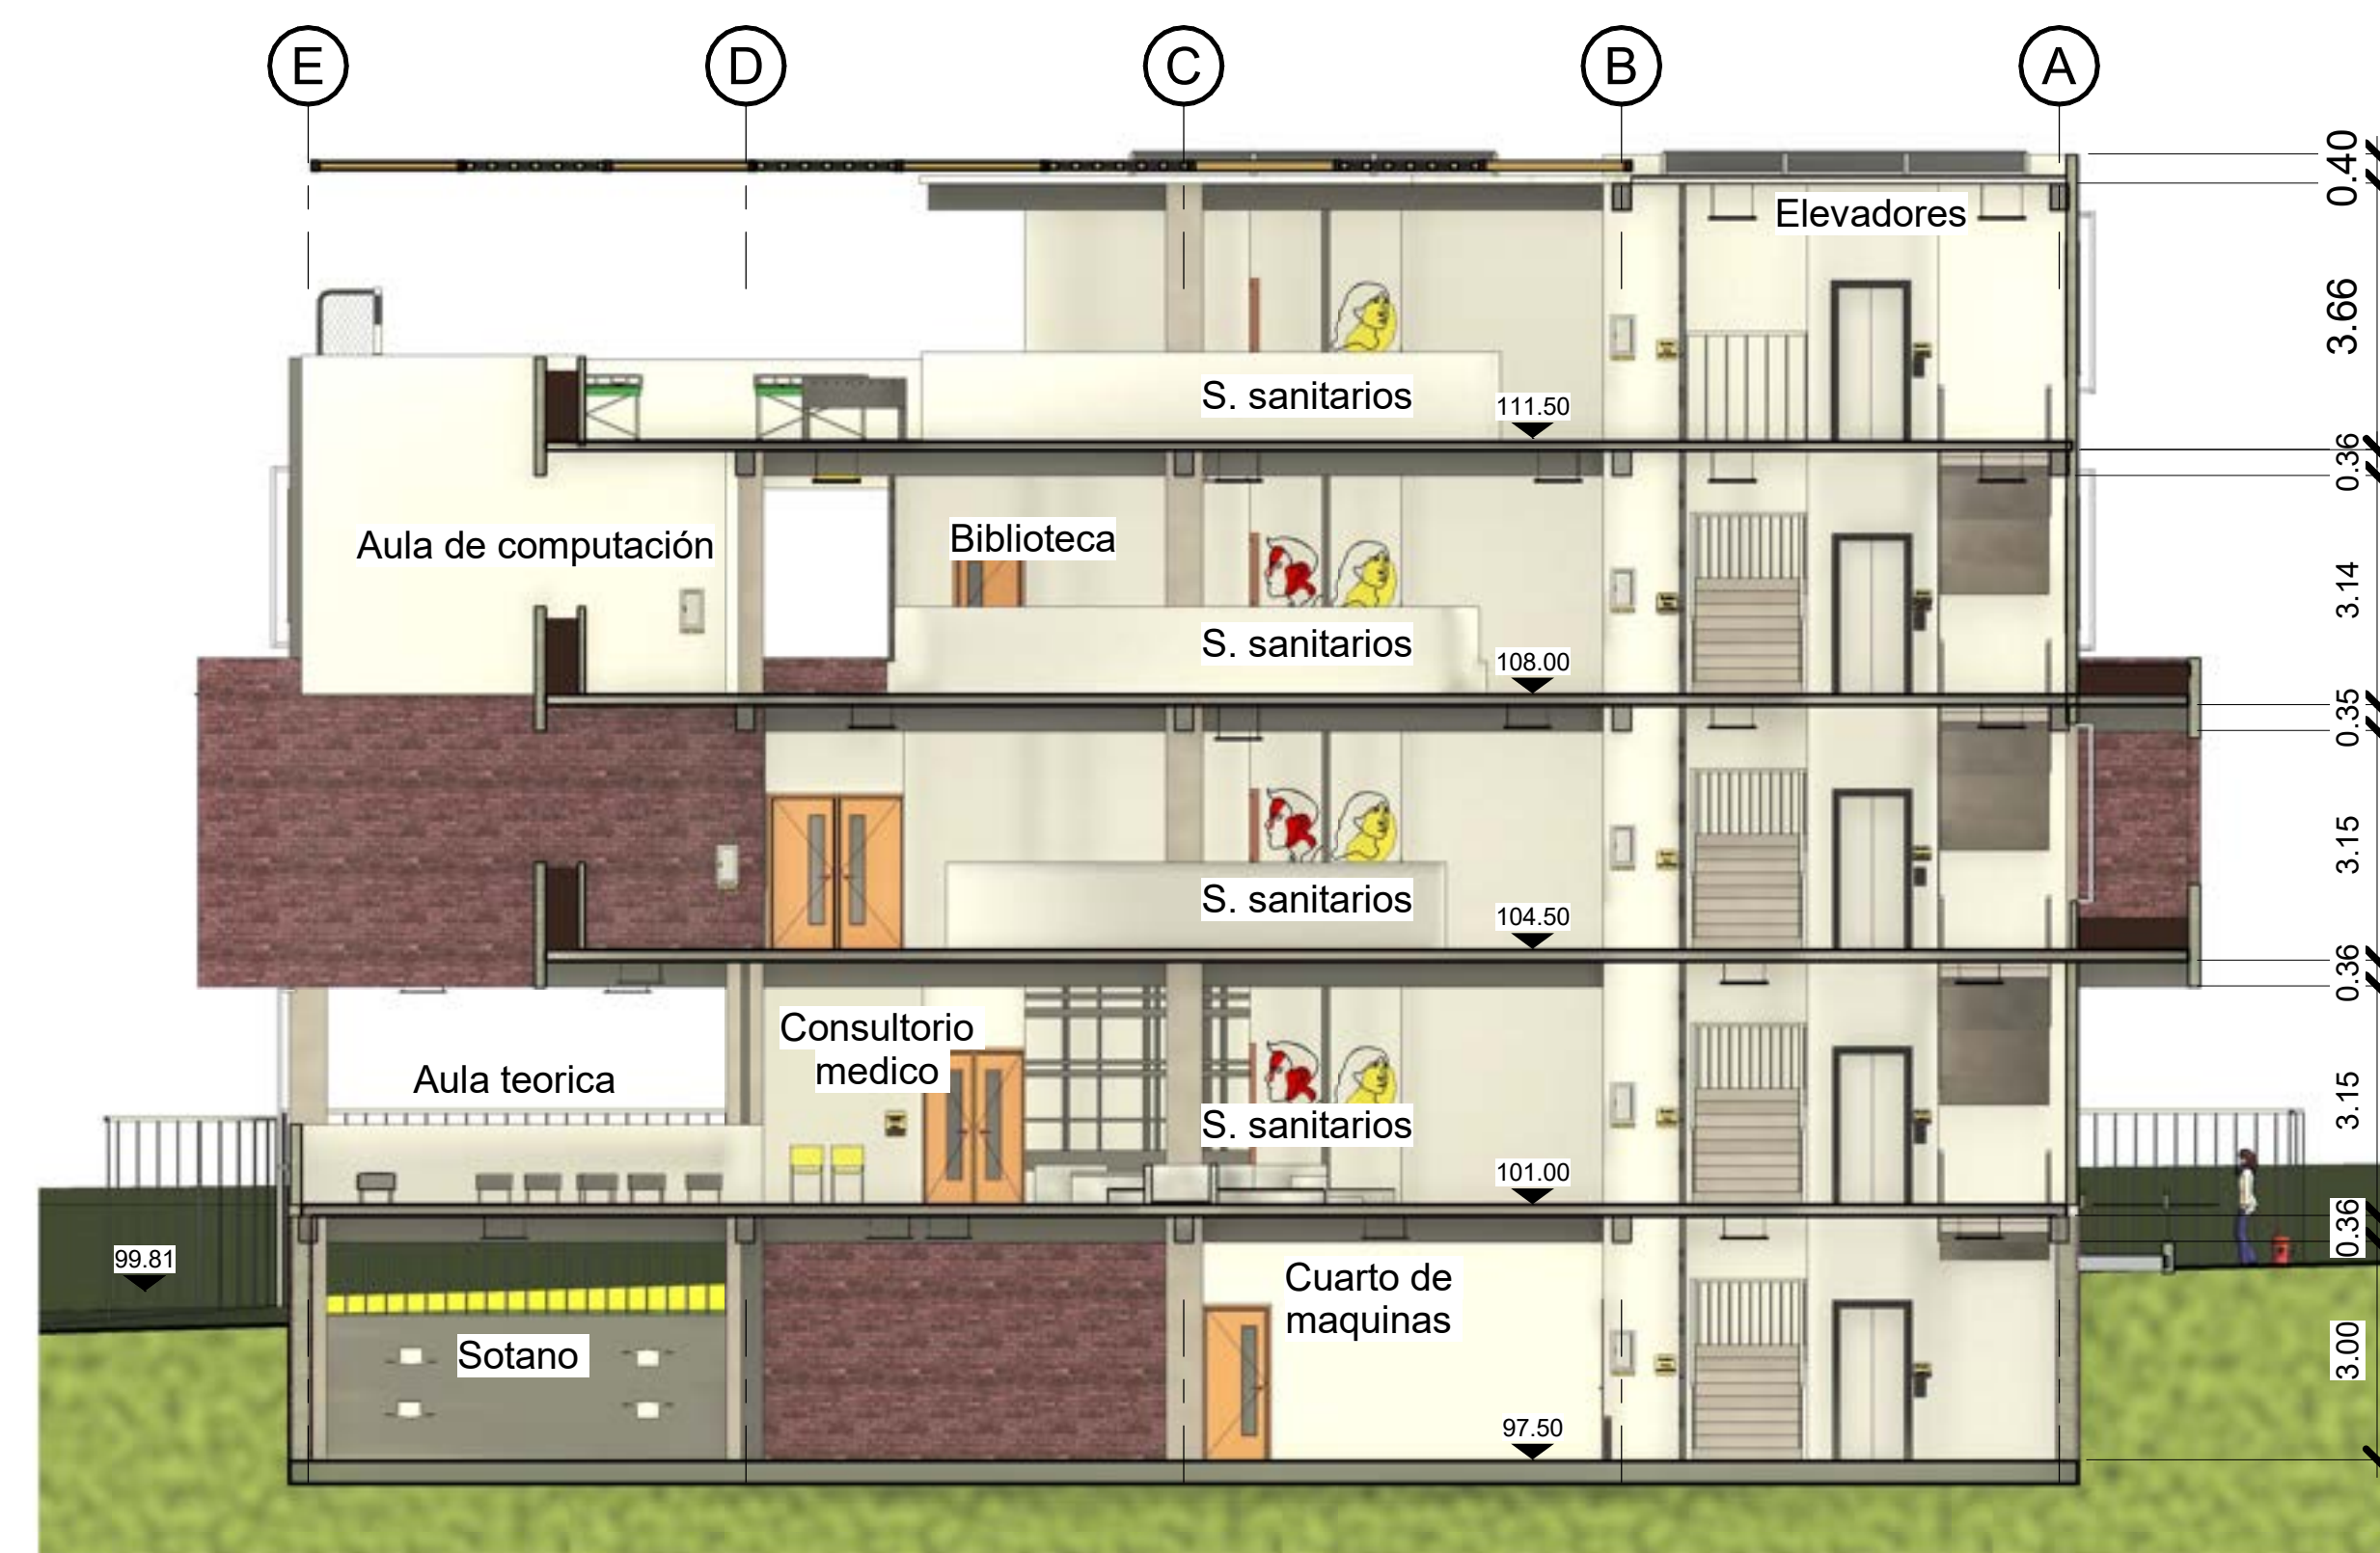 E D C B A
0.40
Elevadores
3.66
S. sanitarios
111.50
0.36
Aula de computación
Biblioteca
3.14
S. sanitarios
108.00
0.35
3.15
S. sanitarios
104.50
0.36
Consultorio
medico
Aula teorica
3.15
S. sanitarios
101.00
0.36
99.81
Cuarto de
maquinas
Sotano
3.00
97.50